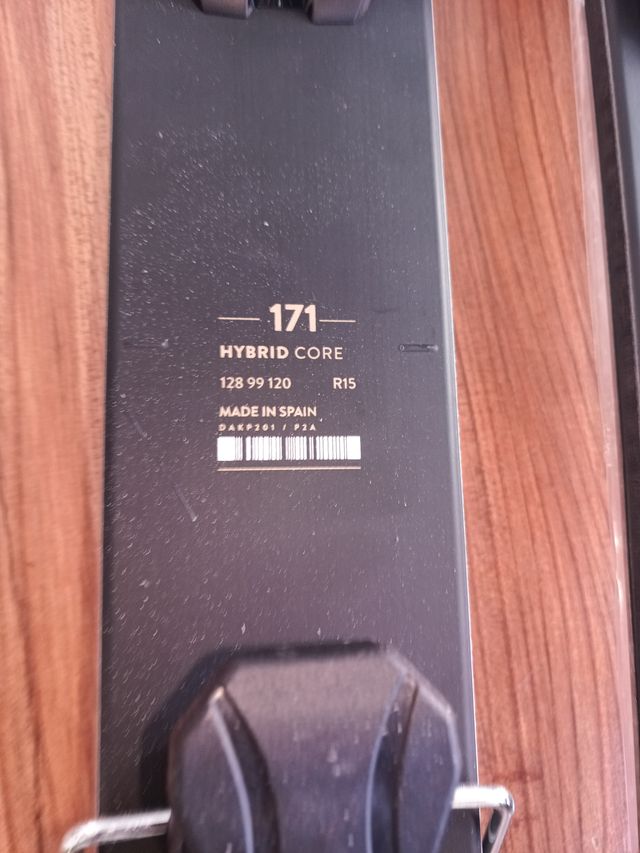 171
HYBRID CORE
128 99 120 R15
MADE IN SPAIN
DAKP201 / P2A